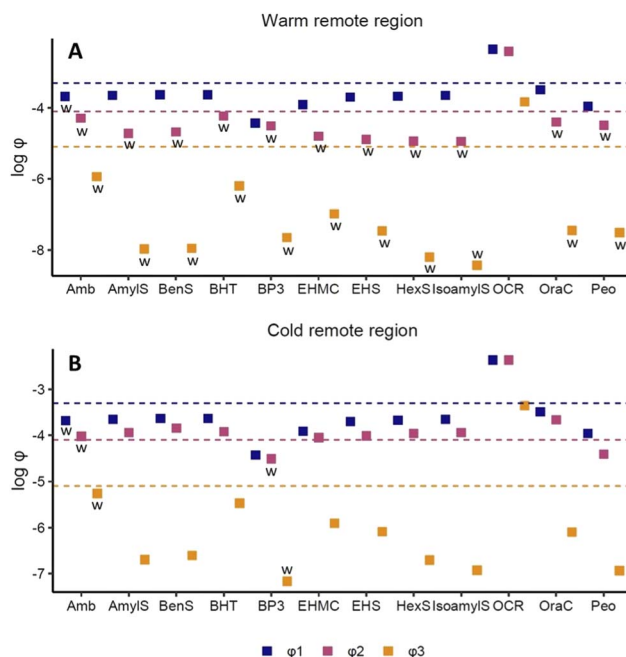 Warm remote region
A
log φ
-4
-6
-8
w w w w w w w w w w w w
w w w w w w w w w w w
Amb AmylS BenS BHT BP3 EHMC EHS HexS IsoamylS OCR OraC Peo
Cold remote region
B
log φ
-3
-4
-5
-6
-7
w w w
w w
Amb AmylS BenS BHT BP3 EHMC EHS HexS IsoamylS OCR OraC Peo
φ1 φ2 φ3